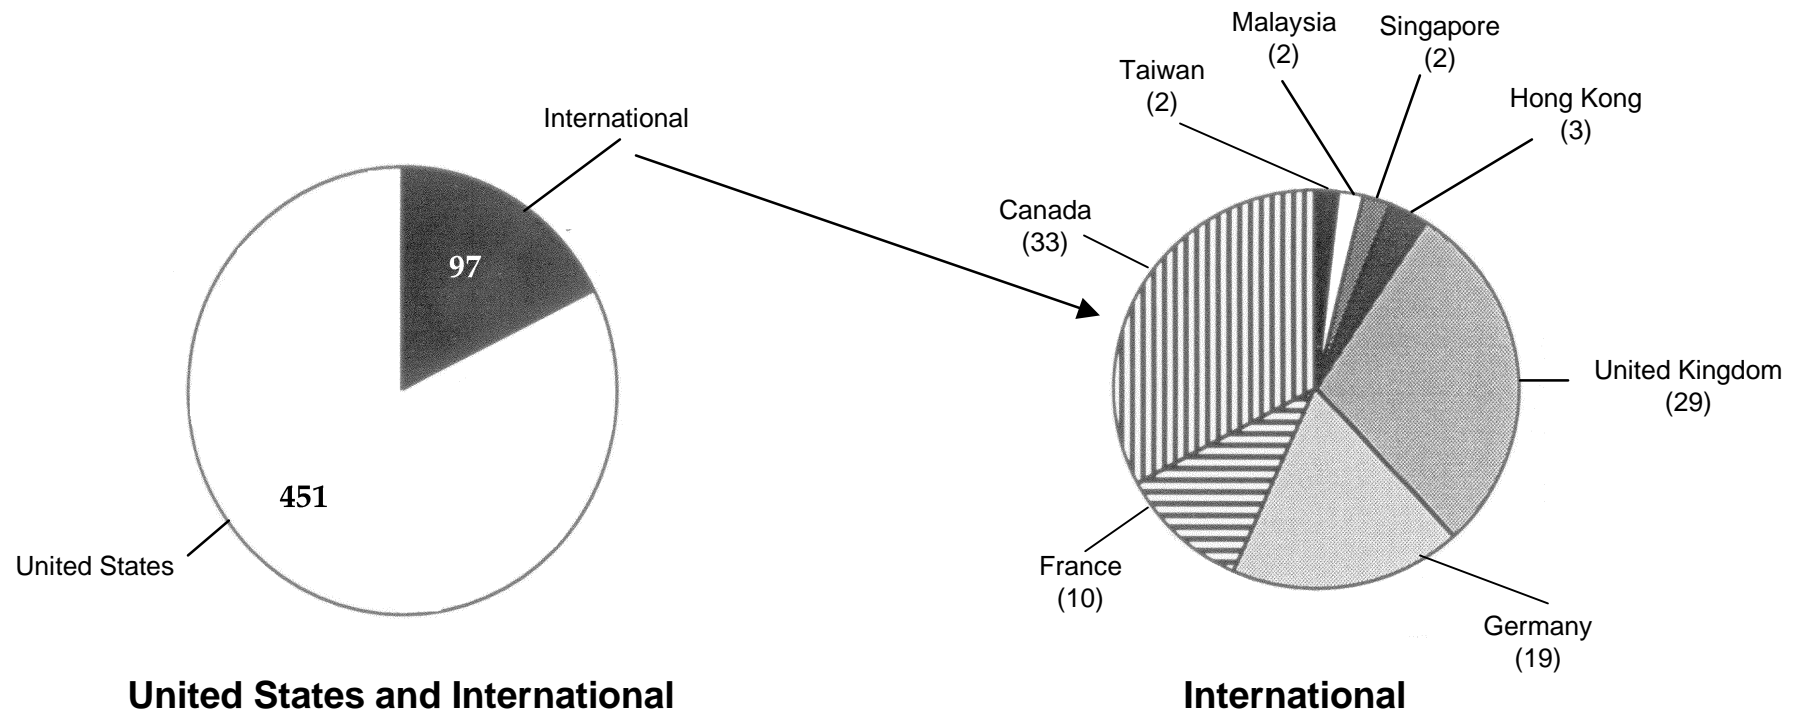 International
97
451
United States
United States and International
Malaysia
(2)
Singapore
(2)
Taiwan
(2)
Hong Kong
(3)
Canada
(33)
United Kingdom
(29)
France
(10)
Germany
(19)
International